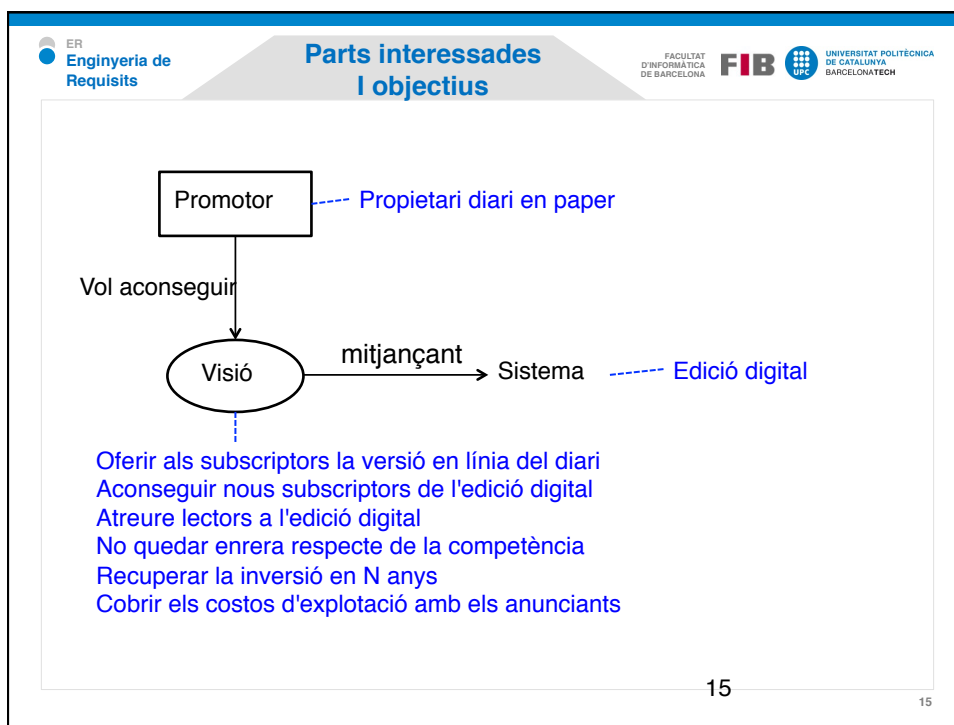 ER
Enginyeria de
Requisits
Parts interessades
I objectius
FACULTAT
D'INFORMÀTICA
DE BARCELONA
FIB
UPC
UNIVERSITAT POLITÈCNICA
DE CATALUNYA
BARCELONATECH
Promotor
Propietari diari en paper
Vol aconseguir
Visió
mitjançant
Sistema
Edició digital
Oferir als subscriptors la versió en línia del diari
Aconseguir nous subscriptors de l'edició digital
Atreure lectors a l'edició digital
No quedar enrera respecte de la competència
Recuperar la inversió en N anys
Cobrir els costos d'explotació amb els anunciants
15
15